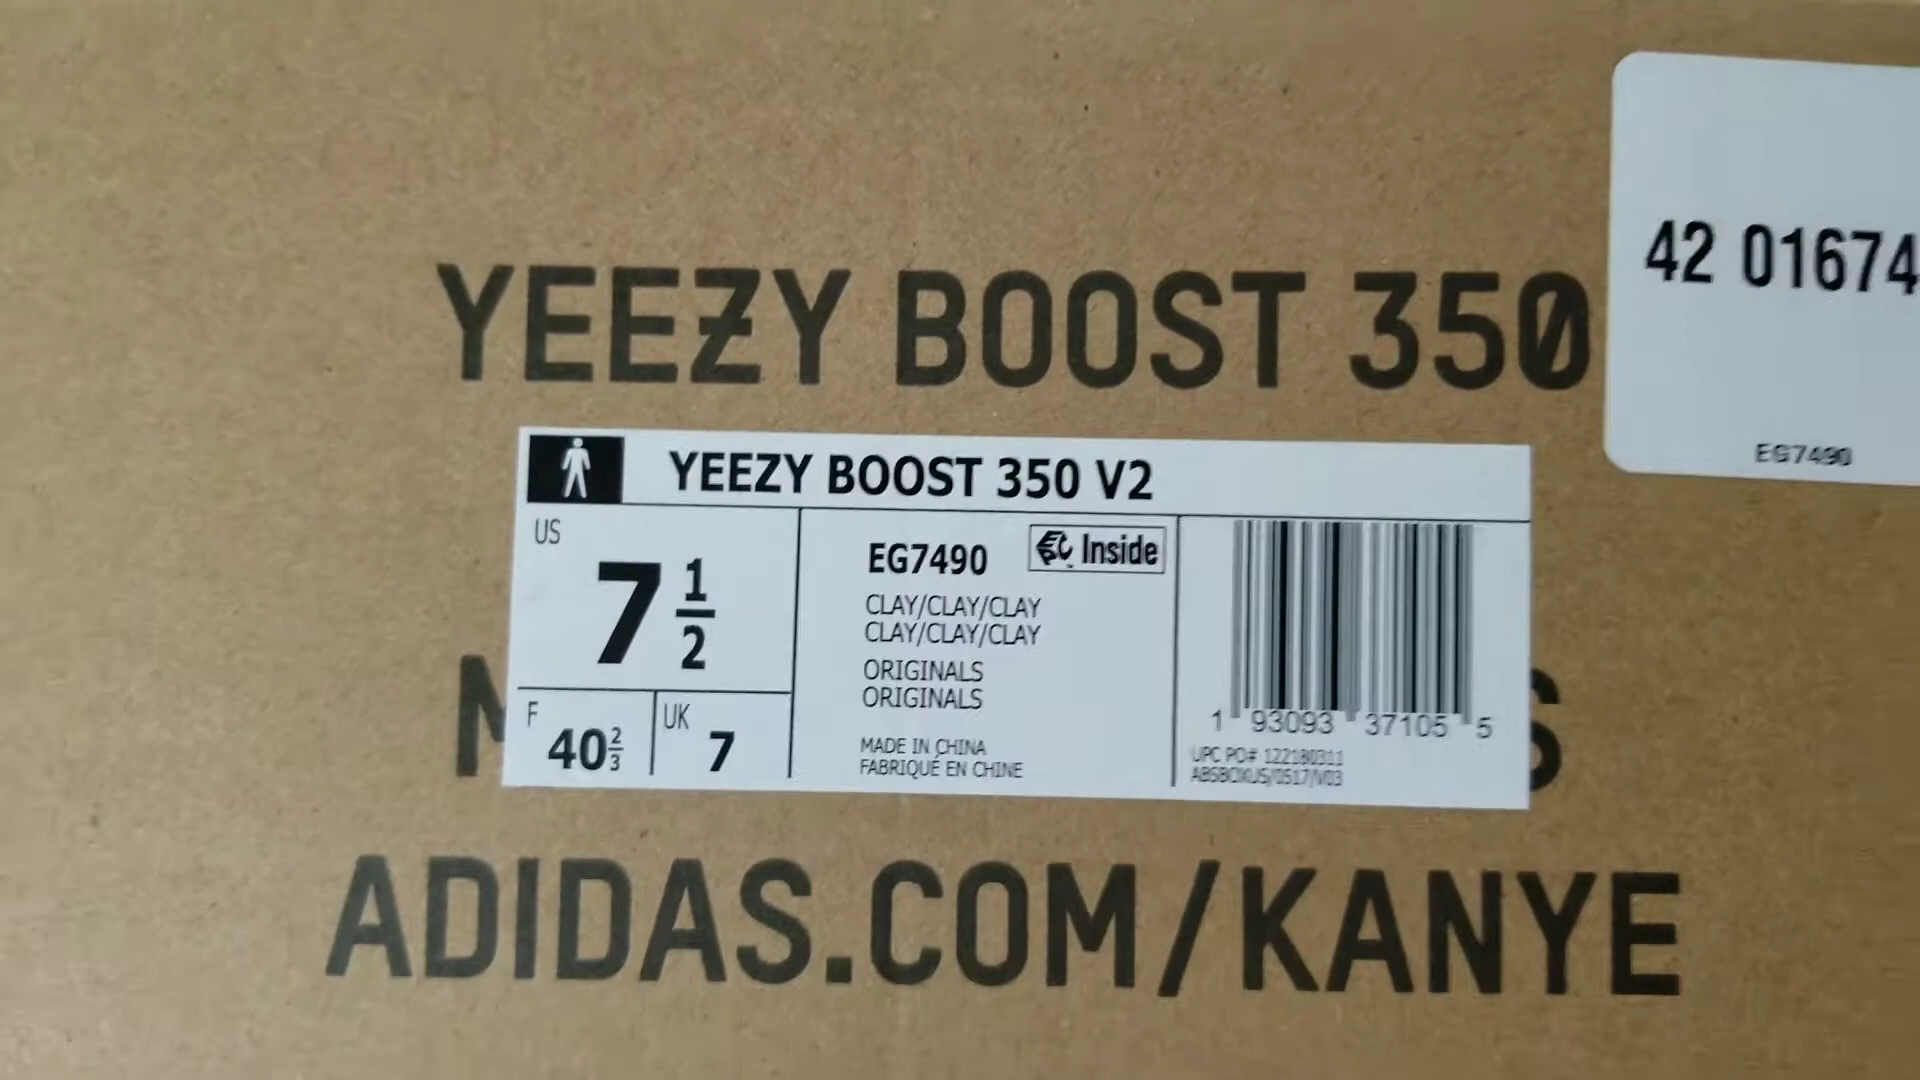 YEEZY BOOST 350
42 01674
EG7490
YEEZY BOOST 350 V2
US
7 1/2
F
40 2/3
UK
7
EG7490
Inside
CLAY/CLAY/CLAY
CLAY/CLAY/CLAY
ORIGINALS
ORIGINALS
MADE IN CHINA
FABRIQUÉ EN CHINE
1 93093 37105 5
UPC PO# 122180311
ADIDAS.COM/KANYE